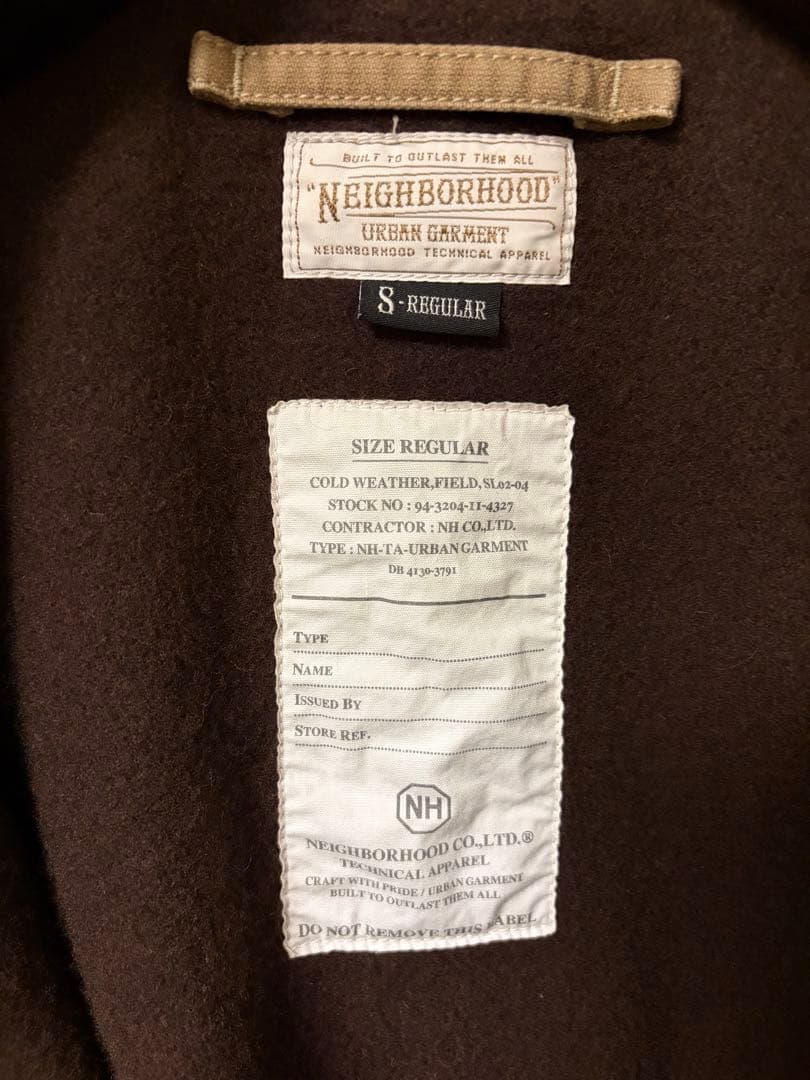 BUILT TO OUTLAST THEM ALL
"NEIGHBORHOOD"
URBAN GARMENT
NEIGHBORHOOD TECHNICAL APPAREL
S-REGULAR
SIZE REGULAR
COLD WEATHER,FIELD,SL02-04
STOCK NO : 94-3204-11-4327
CONTRACTOR : NH CO.,LTD.
TYPE : NH-TA-URBAN GARMENT
DB 4130-3791
TYPE
NAME
ISSUED BY
STORE REF.
NH
NEIGHBORHOOD CO.,LTD.®
TECHNICAL APPAREL
CRAFT WITH PRIDE / URBAN GARMENT
BUILT TO OUTLAST THEM ALL
DO NOT REMOVE THIS LABEL